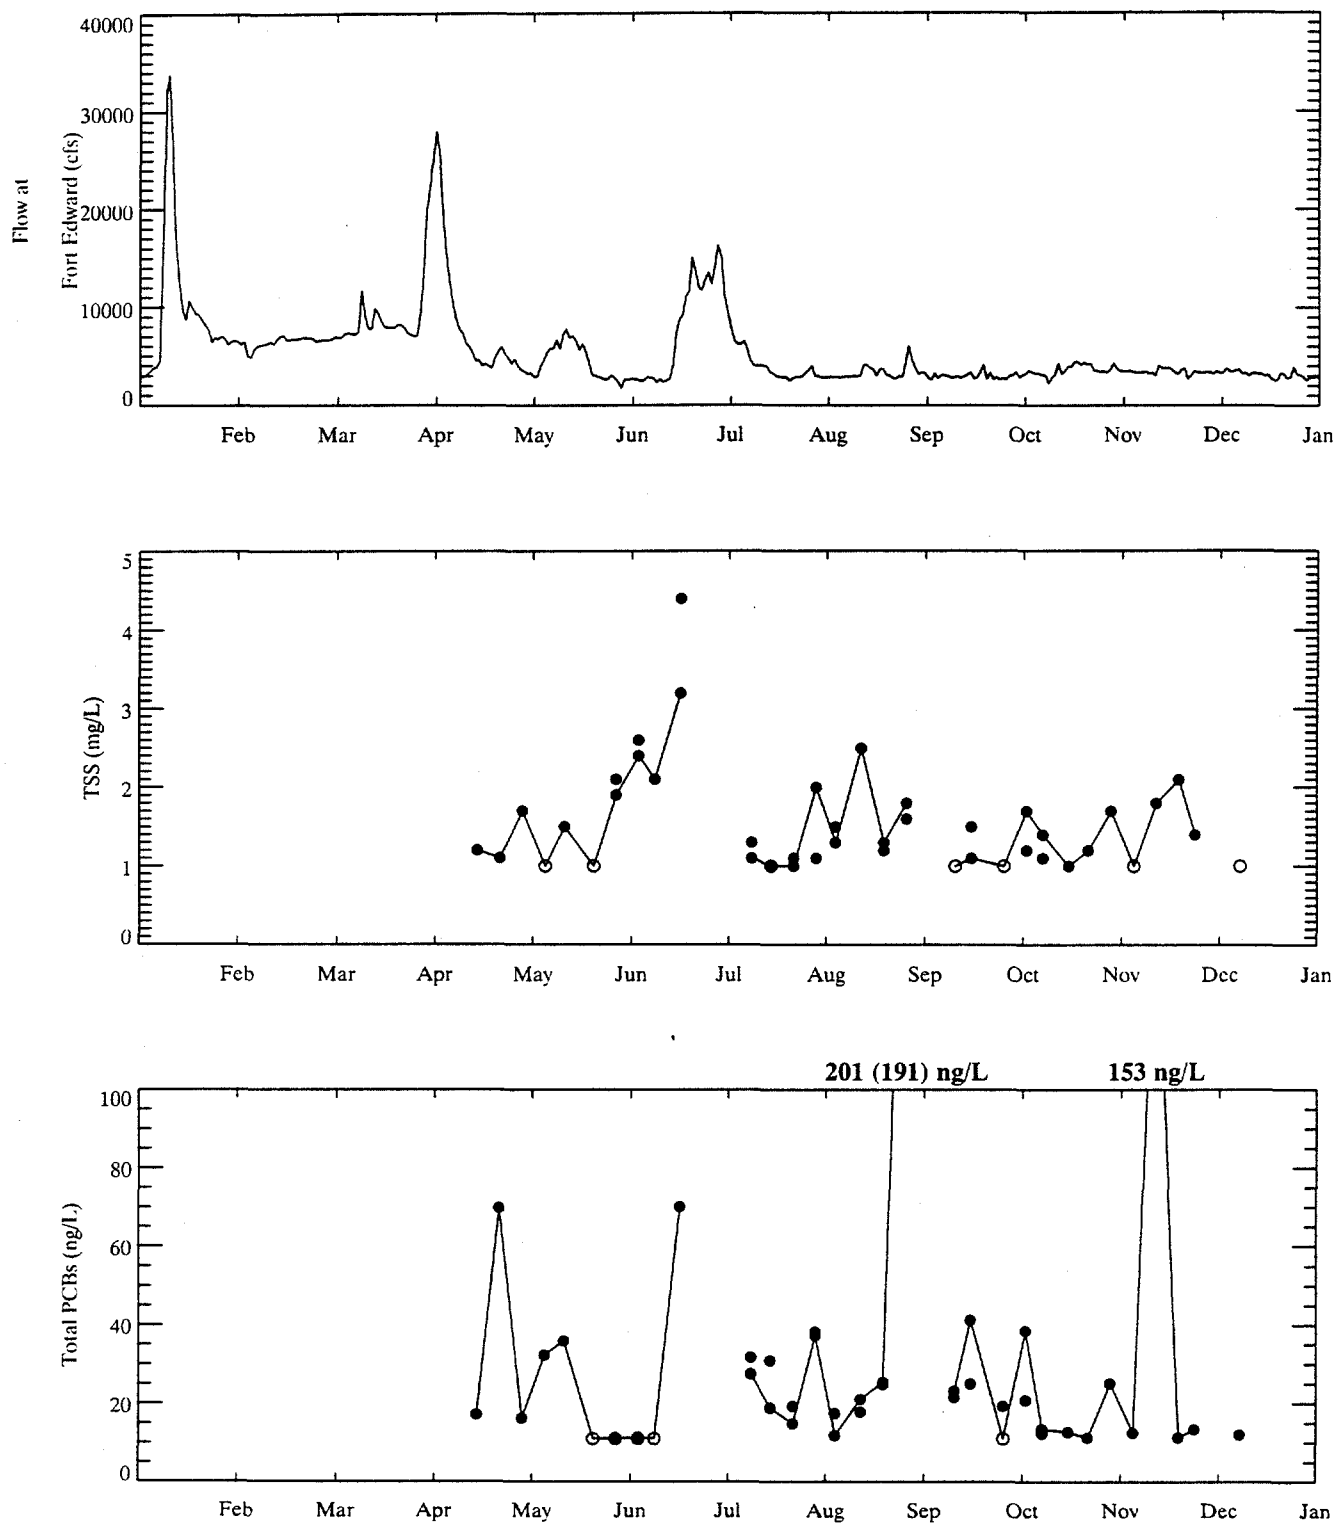 Flow at
Fort Edward (cfs)
40000
30000
20000
10000
0
Feb Mar Apr May Jun Jul Aug Sep Oct Nov Dec Jan
TSS (mg/L)
5
4
3
2
1
0
Feb Mar Apr May Jun Jul Aug Sep Oct Nov Dec Jan
201 (191) ng/L 153 ng/L
Total PCBs (ng/L)
100
80
60
40
20
0
Feb Mar Apr May Jun Jul Aug Sep Oct Nov Dec Jan